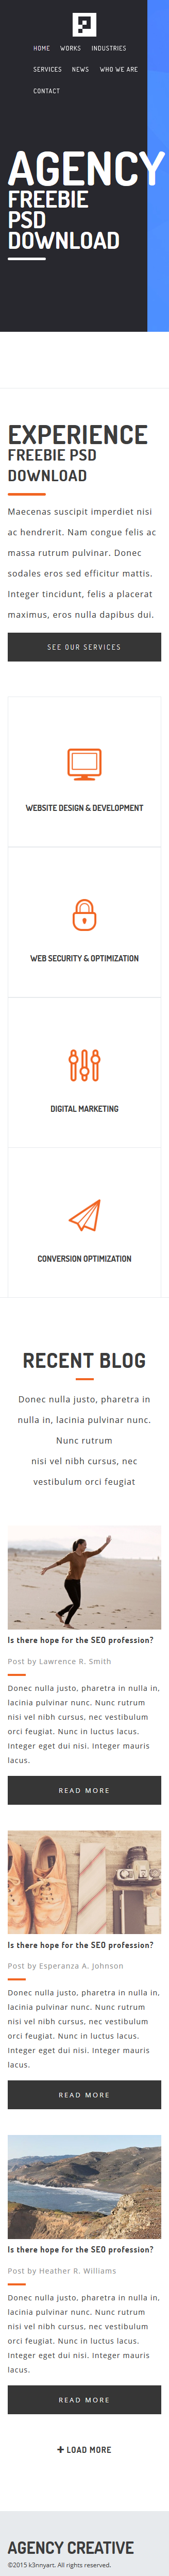 HOME WORKS INDUSTRIES
SERVICES NEWS WHO WE ARE
CONTACT
AGENCY
FREEBIE
PSD
DOWNLOAD
EXPERIENCE
FREEBIE PSD
DOWNLOAD
Maecenas suscipit imperdiet nisi
ac hendrerit. Nam congue felis ac
massa rutrum pulvinar. Donec
sodales eros sed efficitur mattis.
Integer tincidunt, felis a placerat
maximus, eros nulla dapibus dui.
SEE OUR SERVICES
WEBSITE DESIGN & DEVELOPMENT
WEB SECURITY & OPTIMIZATION
DIGITAL MARKETING
CONVERSION OPTIMIZATION
RECENT BLOG
Donec nulla justo, pharetra in
nulla in, lacinia pulvinar nunc.
Nunc rutrum
nisi vel nibh cursus, nec
vestibulum orci feugiat
Is there hope for the SEO profession?
Post by Lawrence R. Smith
Donec nulla justo, pharetra in nulla in,
lacinia pulvinar nunc. Nunc rutrum
nisi vel nibh cursus, nec vestibulum
orci feugiat. Nunc in luctus lacus.
Integer eget dui nisi. Integer mauris
lacus.
READ MORE
Is there hope for the SEO profession?
Post by Esperanza A. Johnson
Donec nulla justo, pharetra in nulla in,
lacinia pulvinar nunc. Nunc rutrum
nisi vel nibh cursus, nec vestibulum
orci feugiat. Nunc in luctus lacus.
Integer eget dui nisi. Integer mauris
lacus.
READ MORE
Is there hope for the SEO profession?
Post by Heather R. Williams
Donec nulla justo, pharetra in nulla in,
lacinia pulvinar nunc. Nunc rutrum
nisi vel nibh cursus, nec vestibulum
orci feugiat. Nunc in luctus lacus.
Integer eget dui nisi. Integer mauris
lacus.
READ MORE
+ LOAD MORE
AGENCY CREATIVE
©2015 k3nnyart. All rights reserved.